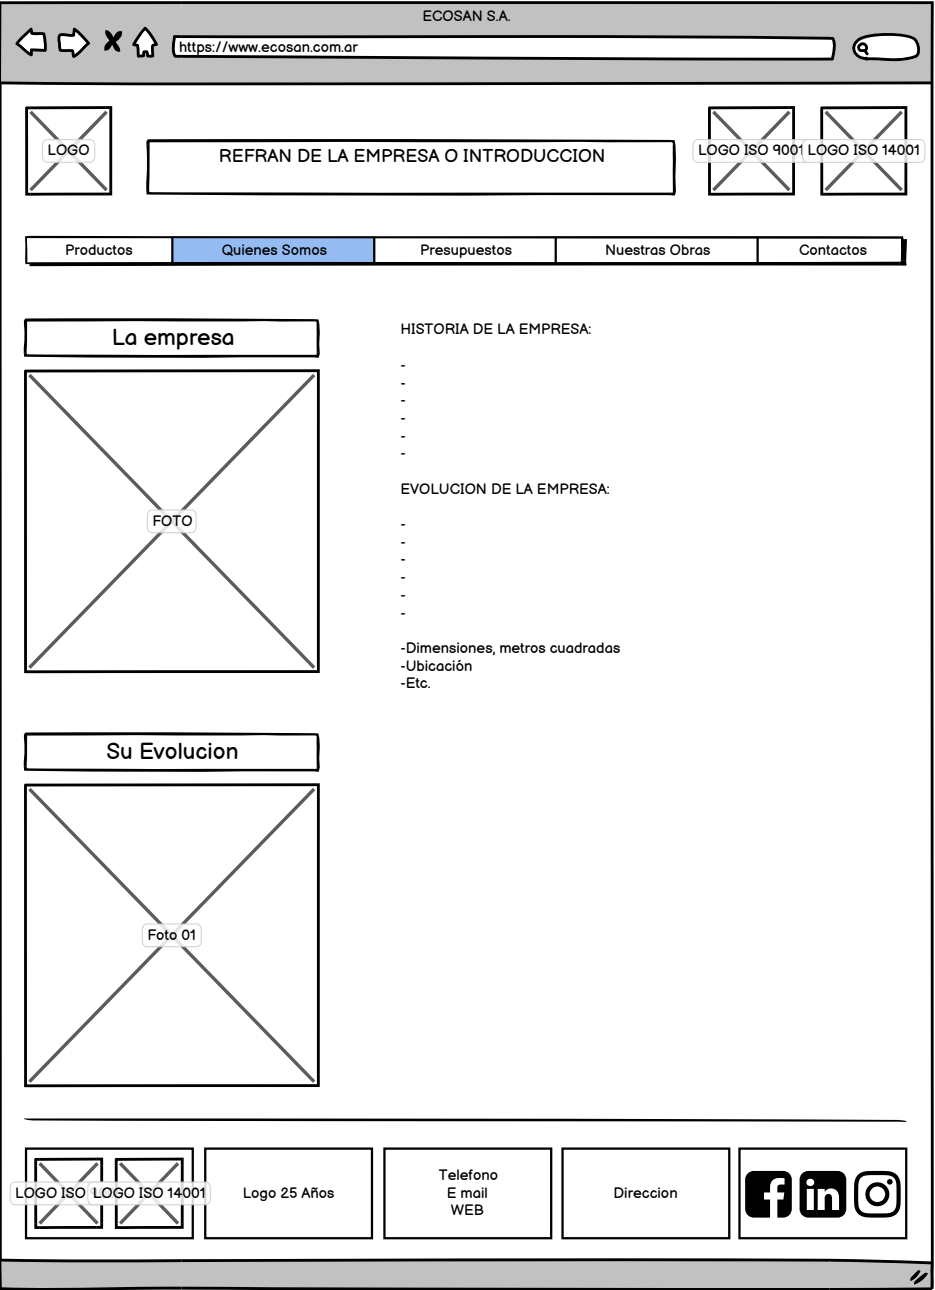 ECOSAN S.A.
https://www.ecosan.com.ar
LOGO
REFRAN DE LA EMPRESA O INTRODUCCION
LOGO ISO 9001
LOGO ISO 14001
Productos
Quienes Somos
Presupuestos
Nuestras Obras
Contactos
La empresa
FOTO
HISTORIA DE LA EMPRESA:
-
-
-
-
-
-
EVOLUCION DE LA EMPRESA:
-
-
-
-
-
-
-Dimensiones, metros cuadradas
-Ubicación
-Etc.
Su Evolucion
Foto 01
LOGO ISO
LOGO ISO 14001
Logo 25 Años
Telefono
E mail
WEB
Direccion